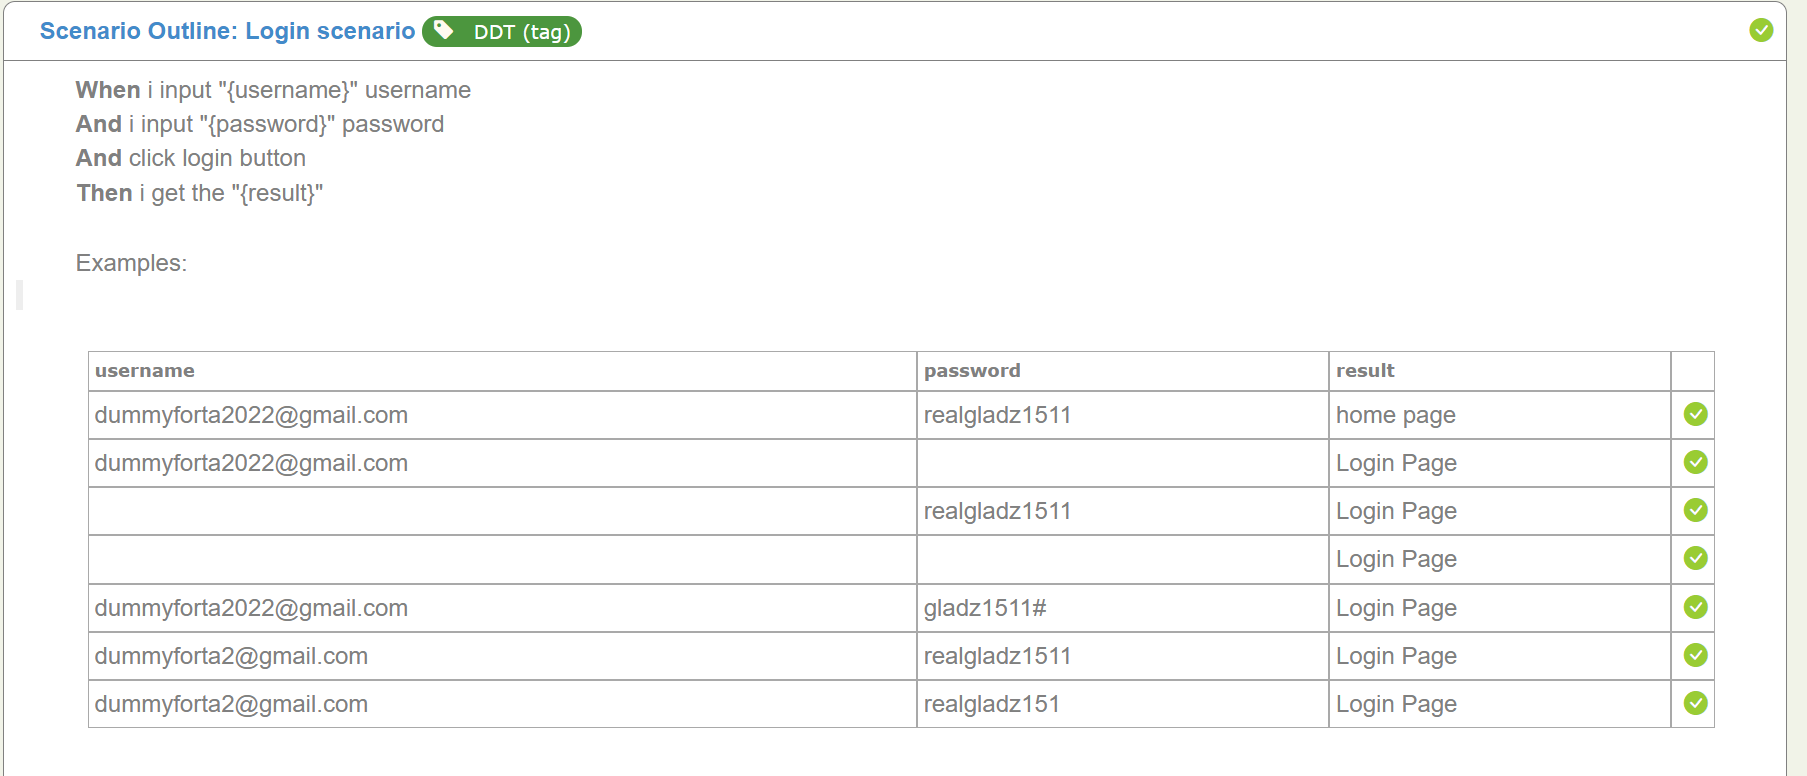 Scenario Outline: Login scenario DDT (tag)
When i input "{username}" username
And i input "{password}" password
And click login button
Then i get the "{result}"
Examples:
username password result
dummyforta2022@gmail.com realgladz1511 home page
dummyforta2022@gmail.com Login Page
realgladz1511 Login Page
Login Page
dummyforta2022@gmail.com gladz1511# Login Page
dummyforta2@gmail.com realgladz1511 Login Page
dummyforta2@gmail.com realgladz151 Login Page